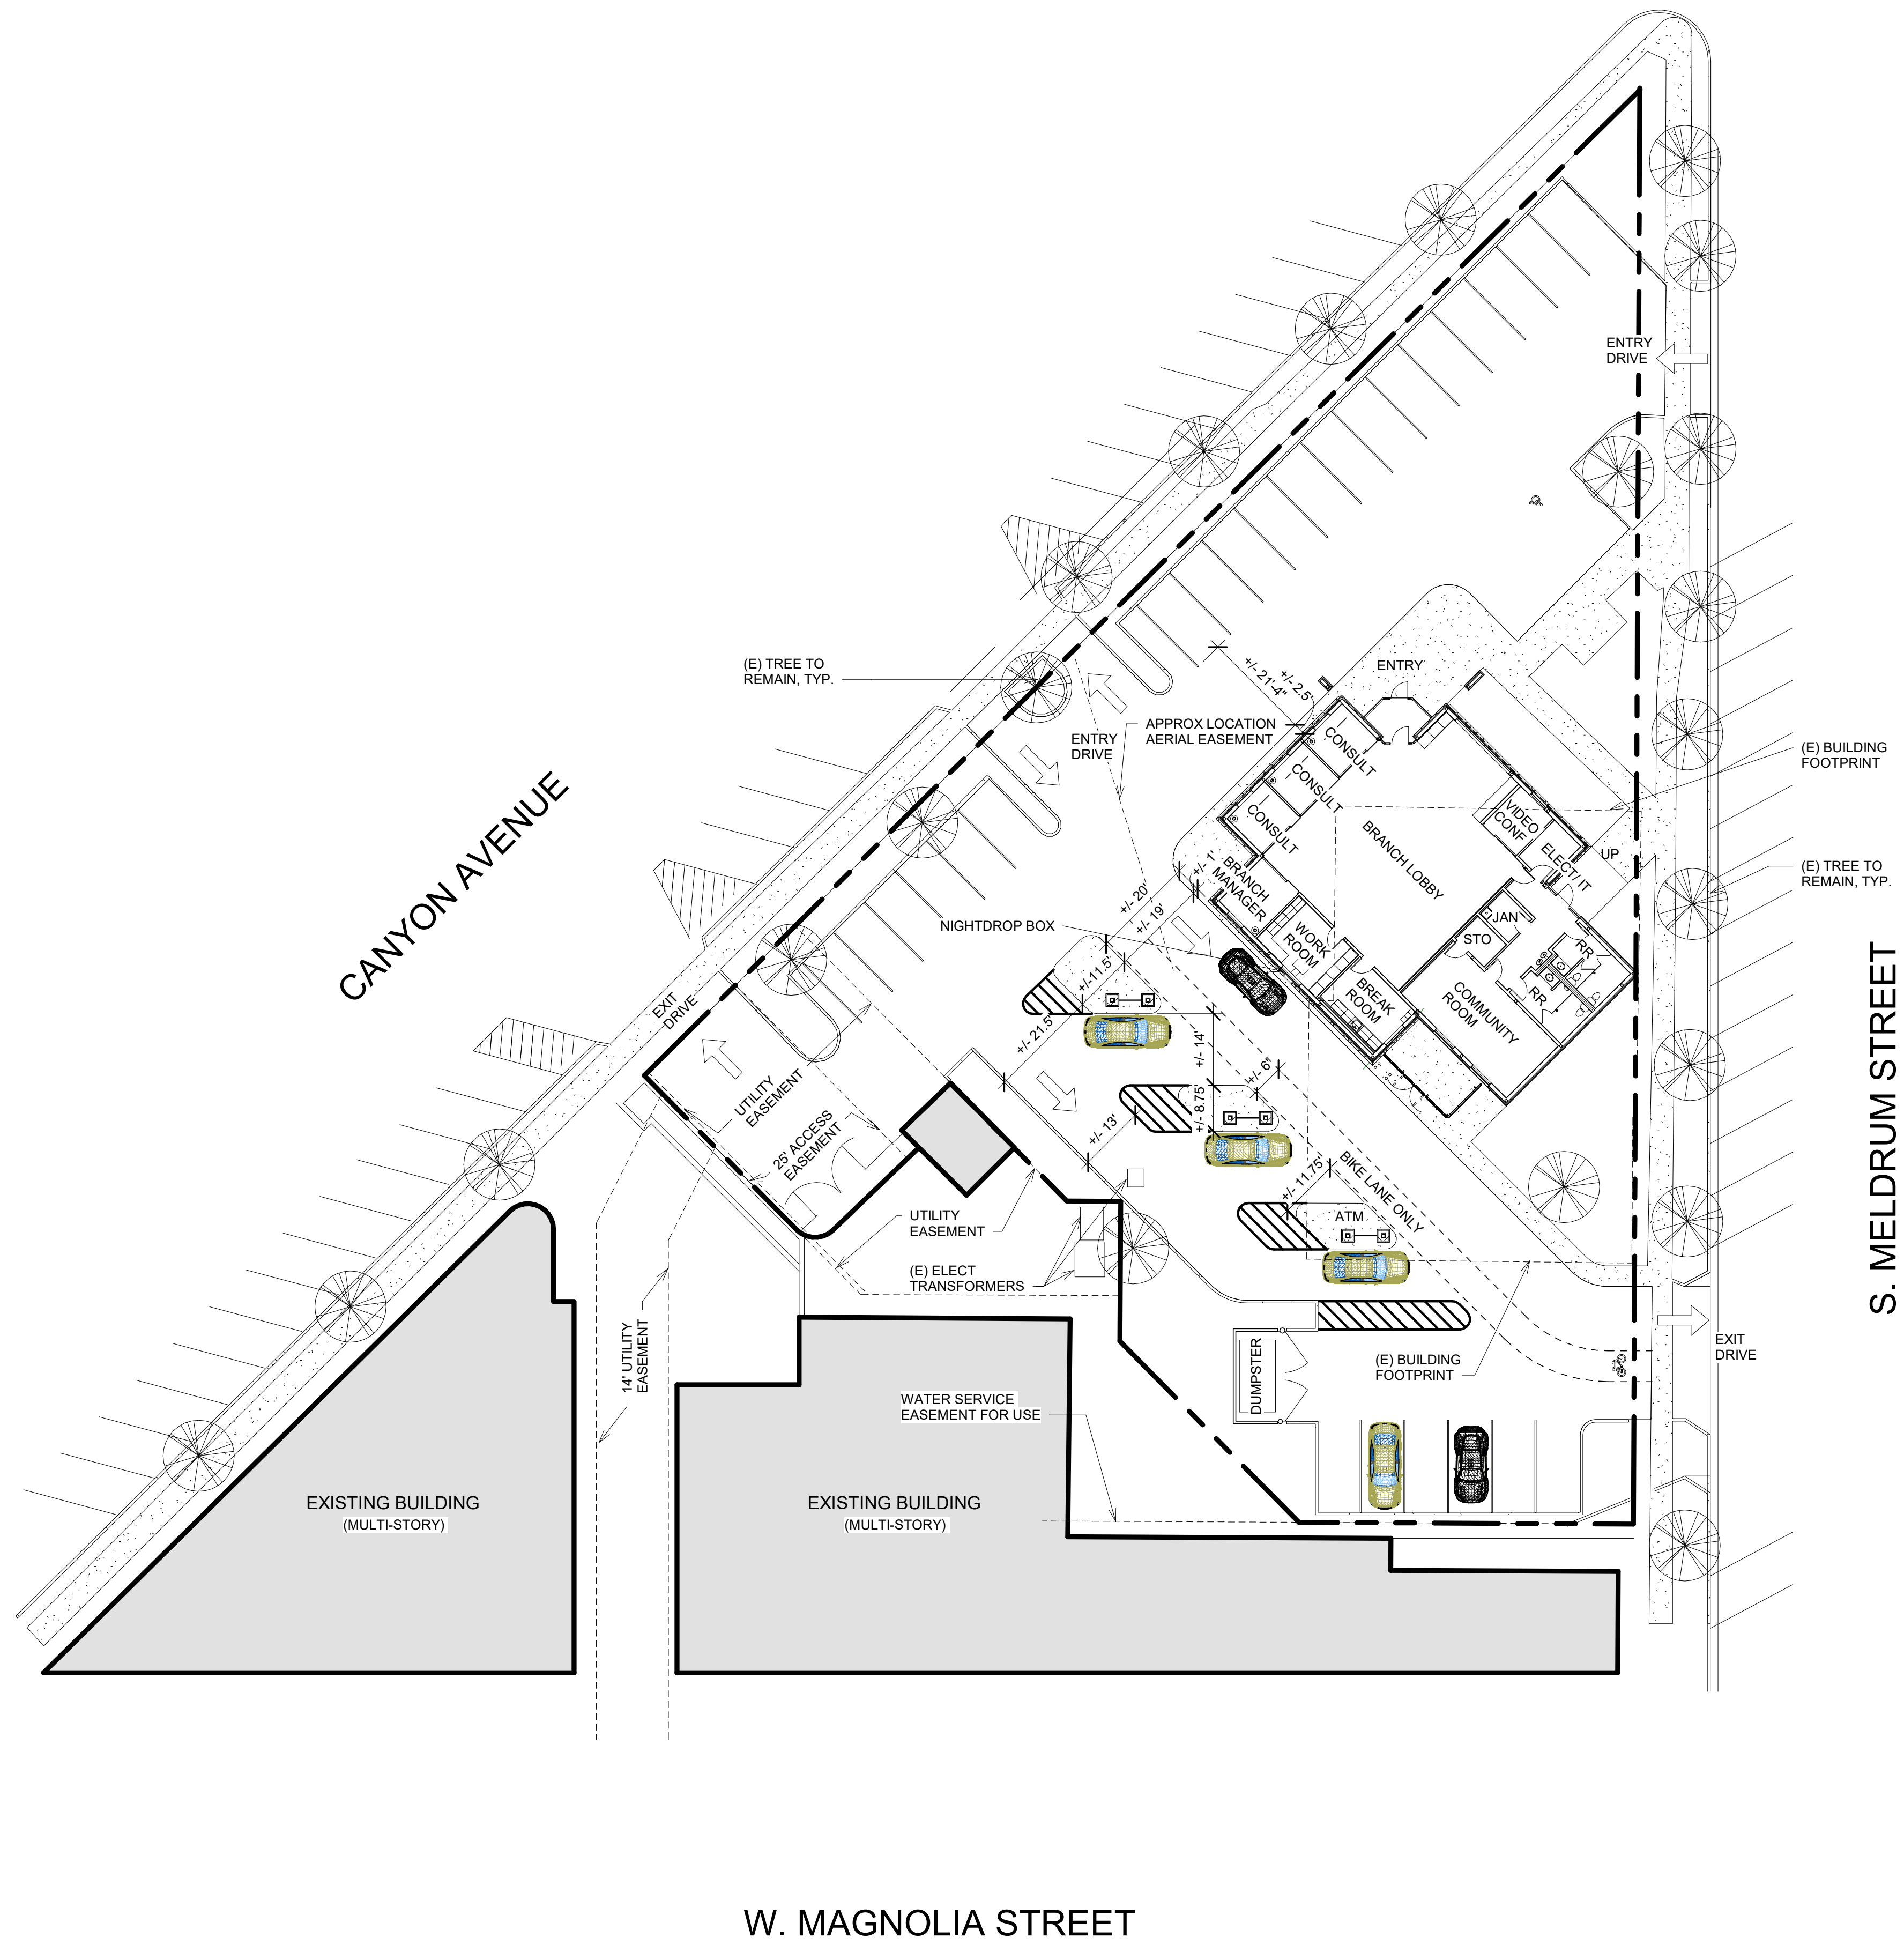 ENTRY
DRIVE
(E) TREE TO
REMAIN, TYP.
ENTRY
+/- 2.5'
+/- 21'-4"
APPROX LOCATION
AERIAL EASEMENT
ENTRY
DRIVE
CONSULT
CONSULT
CONSULT
VIDEO
CONF
ELEC/ IT
UP
BRANCH LOBBY
(E) BUILDING
FOOTPRINT
(E) TREE TO
REMAIN, TYP.
CANYON AVENUE
+/- 1'
BRANCH
MANAGER
+/- 20'
+/- 19'
NIGHTDROP BOX
WORK
ROOM
JAN
STO
RR
RR
BREAK
ROOM
COMMUNITY
ROOM
EXIT
DRIVE
+/-11.5'
+/- 21.5'
+/- 14'
+/- 6'
+/- 8.75'
+/- 13'
UTILITY
EASEMENT
25' ACCESS
EASEMENT
BIKE LANE ONLY
+/- 11.75'
ATM
UTILITY
EASEMENT
(E) ELECT
TRANSFORMERS
S. MELDRUM STREET
14' UTILITY
EASEMENT
EXIT
DRIVE
DUMPSTER
(E) BUILDING
FOOTPRINT
WATER SERVICE
EASEMENT FOR USE
EXISTING BUILDING
(MULTI-STORY)
EXISTING BUILDING
(MULTI-STORY)
W. MAGNOLIA STREET